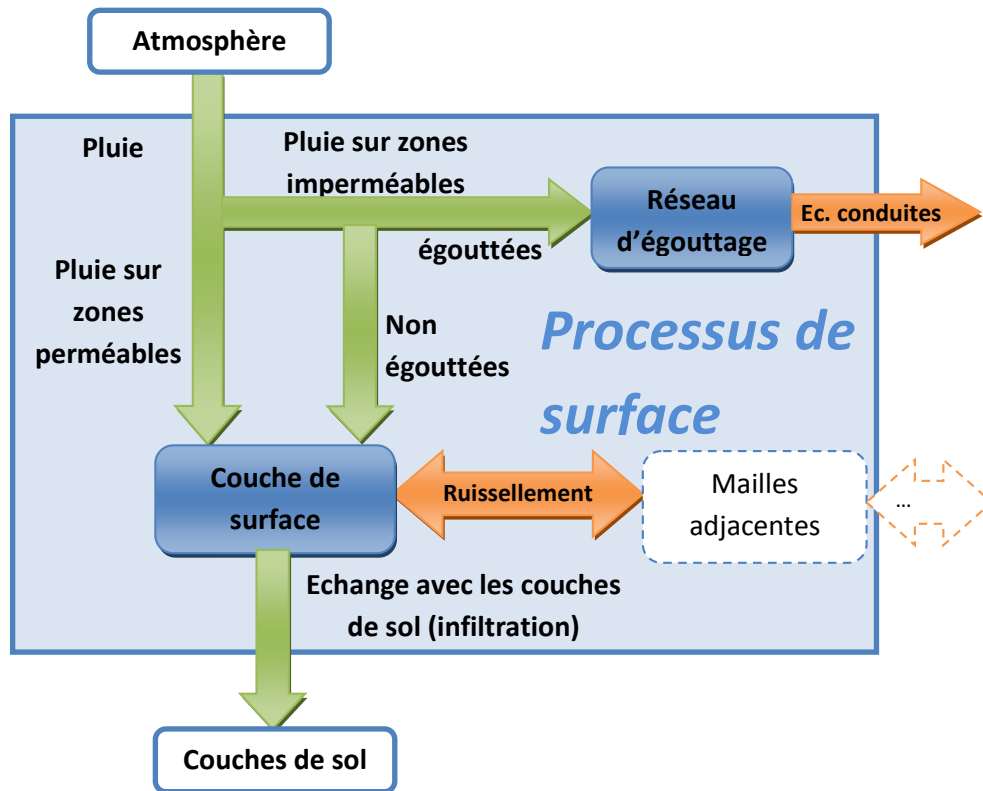 Atmosphère
Pluie
Pluie sur zones
imperméables
égouttées
Réseau
d'égouttage
Ec. conduites
Pluie sur
zones
perméables
Non
égouttées
Processus de
surface
Couche de
surface
Ruissellement
Mailles
adjacentes
...
Echange avec les couches
de sol (infiltration)
Couches de sol